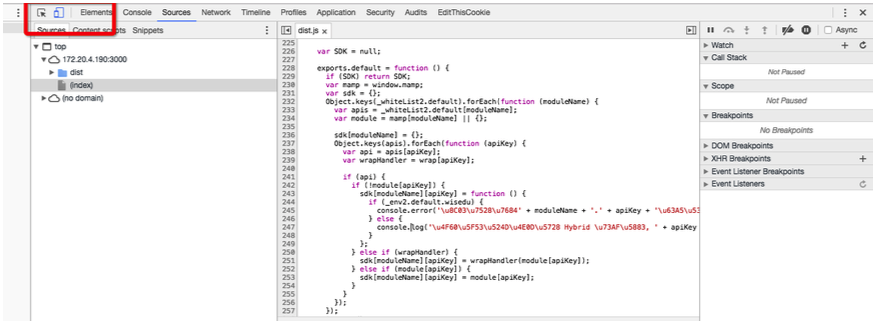 Elements Console Sources Network Timeline Profiles Application Security Audits EditThisCookie
Sources Content scripts Snippets
dist.js
Async
top
172.20.4.190:3000
dist
(index)
(no domain)
225
226 var SDK = null;
227
228 exports.default = function () {
229 if (SDK) return SDK;
230 var mamp = window.mamp;
231 var sdk = {};
232 Object.keys(_whiteList2.default).forEach(function (moduleName) {
233 var apis = _whiteList2.default[moduleName];
234 var module = mamp[moduleName] || {};
235
236 sdk[moduleName] = {};
237 Object.keys(apis).forEach(function (apiKey) {
238 var api = apis[apiKey];
239 var wrapHandler = wrap[apiKey];
240
241 if (api) {
242 if (!module[apiKey]) {
243 sdk[moduleName][apiKey] = function () {
244 if (_env2.default.wisedu) {
245 console.error('\u8C03\u7528\u7684' + moduleName + '.' + apiKey + '\u63A5\u53
246 } else {
247 console.log('\u4F60\u5F53\u524D\u4E0D\u5728 Hybrid \u73AF\u5883, ' + apiKey
248 }
249 };
250 } else if (wrapHandler) {
251 sdk[moduleName][apiKey] = wrapHandler(module[apiKey]);
252 } else if (module[apiKey]) {
253 sdk[moduleName][apiKey] = module[apiKey];
254 }
255 }
256 });
257 });
Watch
Call Stack
Not Paused
Scope
Not Paused
Breakpoints
No Breakpoints
DOM Breakpoints
XHR Breakpoints
Event Listener Breakpoints
Event Listeners